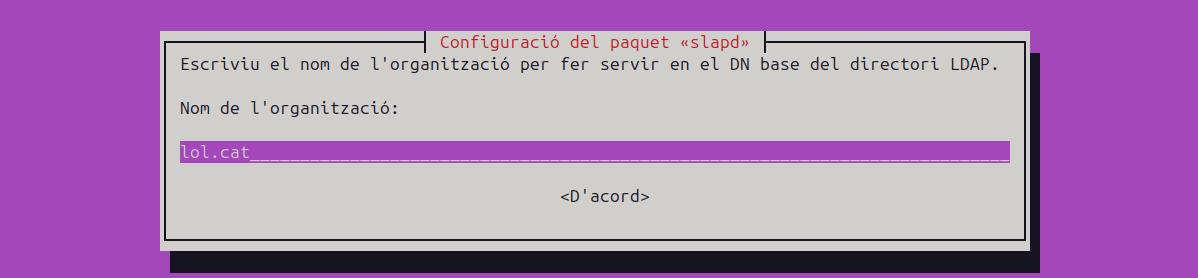 Configuració del paquet «slapd»
Escriviu el nom de l'organització per fer servir en el DN base del directori LDAP.
Nom de l'organització:
lol.cat
<D'acord>